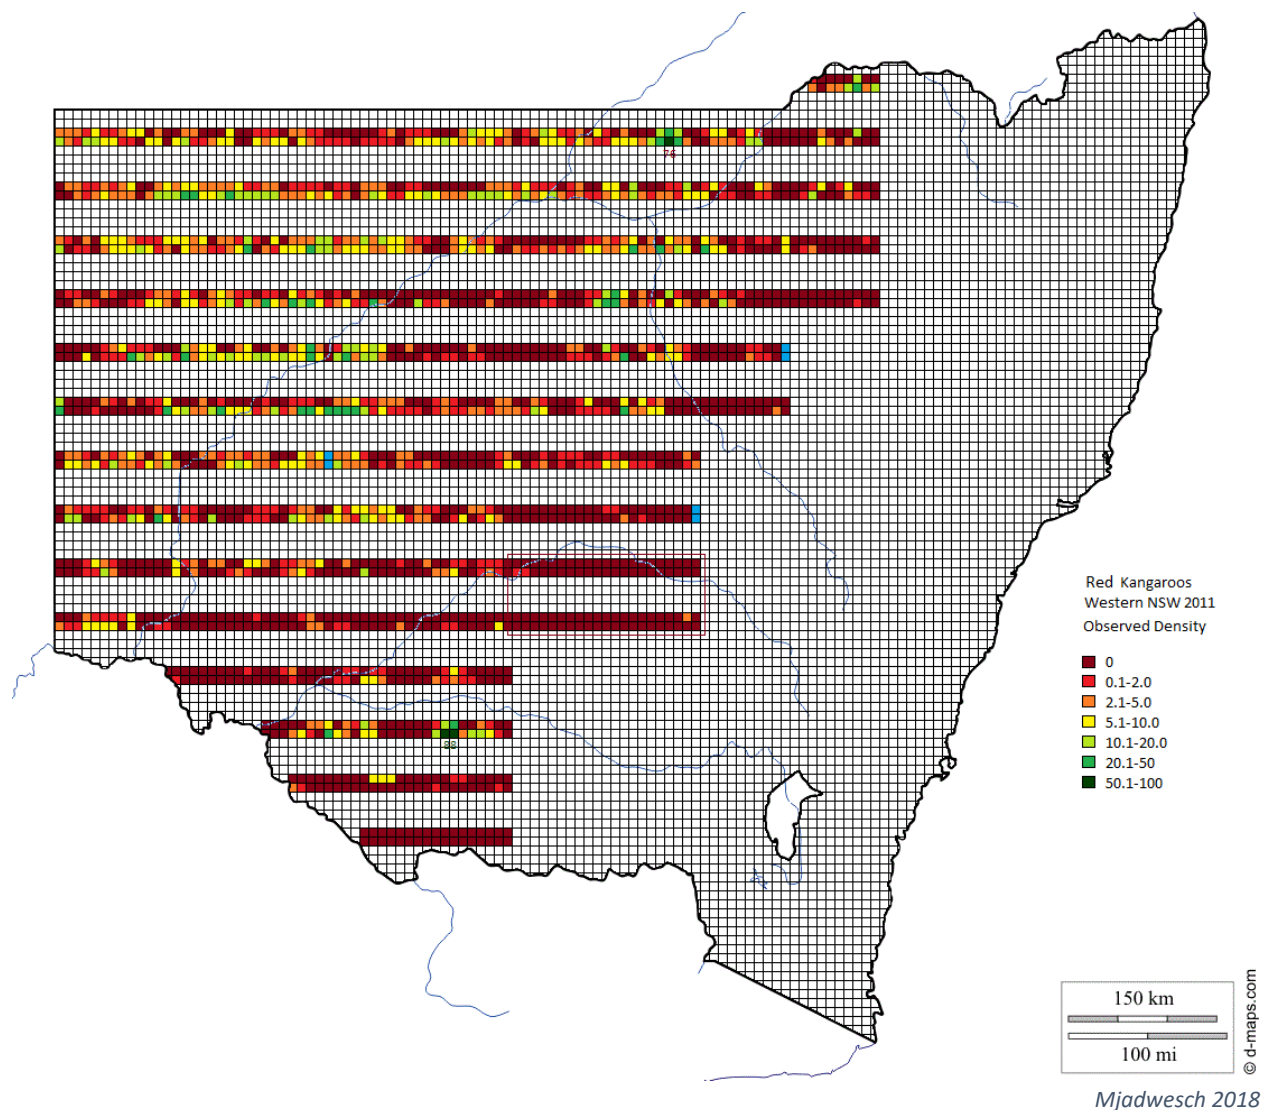 76
Red Kangaroos
Western NSW 2011
Observed Density
0
0.1-2.0
2.1-5.0
5.1-10.0
10.1-20.0
20.1-50
50.1-100
88
150 km
100 mi
© d-maps.com
Mjadwesch 2018